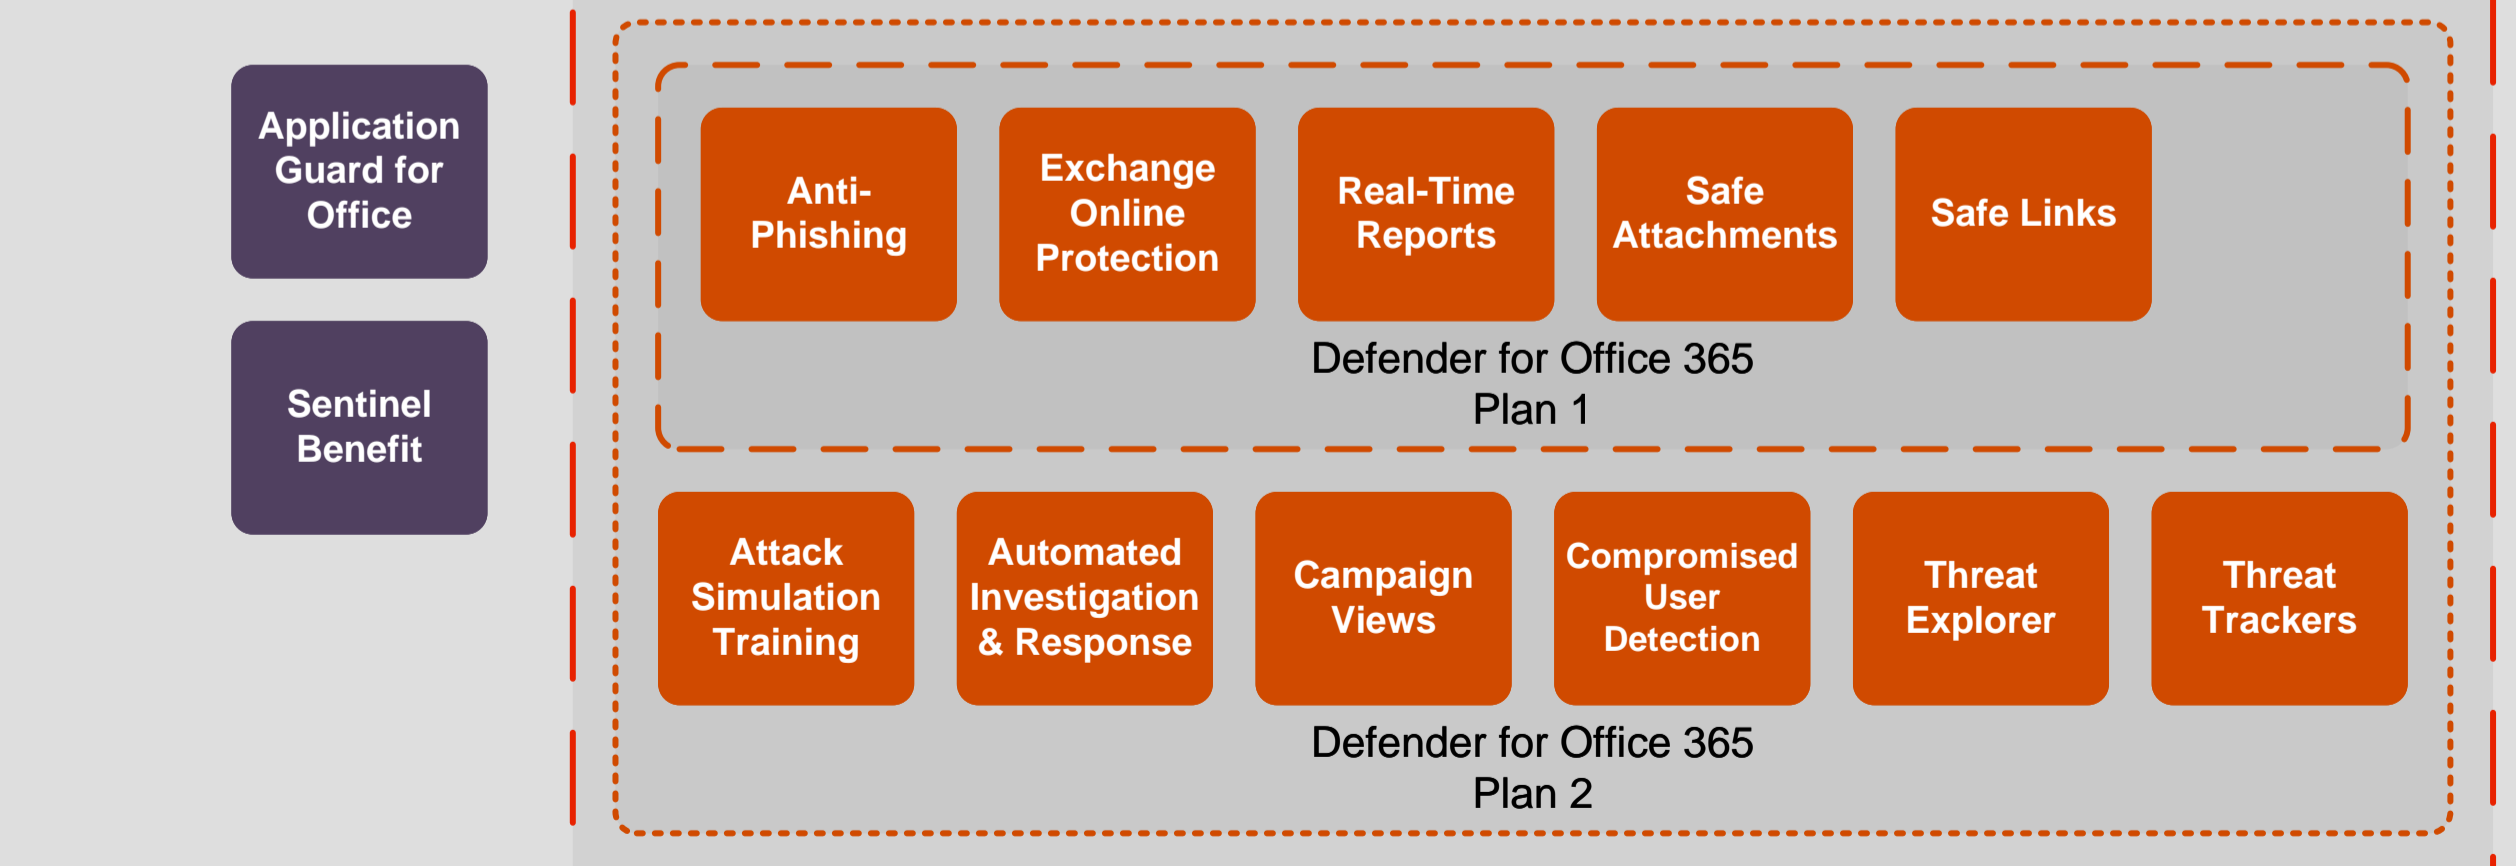 Application
Guard for
Office
Sentinel
Benefit
Anti-
Phishing
Exchange
Online
Protection
Real-Time
Reports
Safe
Attachments
Safe Links
Defender for Office 365
Plan 1
Attack
Simulation
Training
Automated
Investigation
& Response
Campaign
Views
Compromised
User
Detection
Threat
Explorer
Threat
Trackers
Defender for Office 365
Plan 2